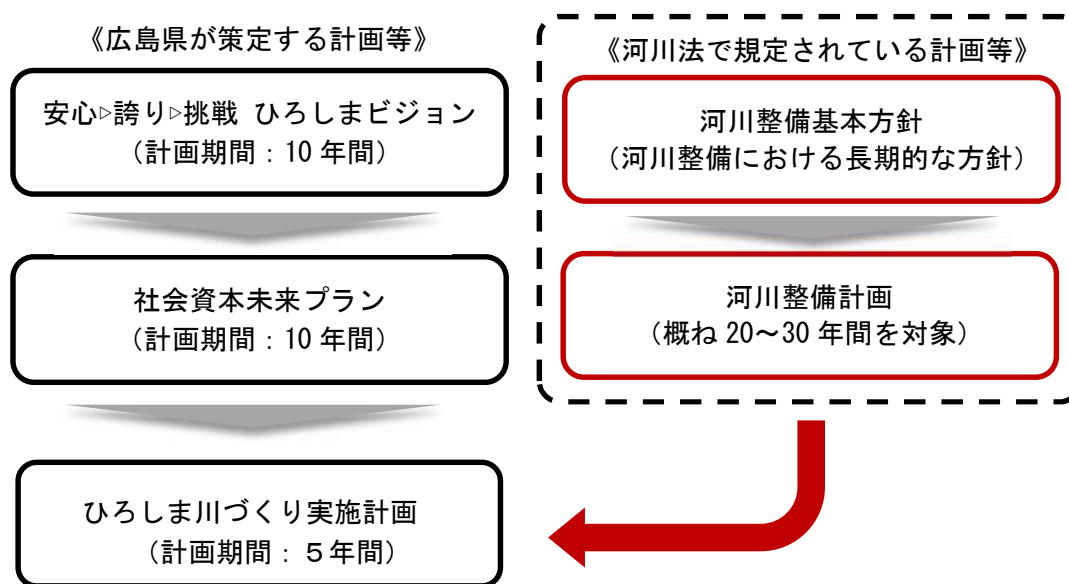 《広島県が策定する計画等》
安心▷誇り▷挑戦 ひろしまビジョン
（計画期間：10年間）
社会資本未来プラン
（計画期間：10年間）
ひろしま川づくり実施計画
（計画期間：５年間）
《河川法で規定されている計画等》
河川整備基本方針
（河川整備における長期的な方針）
河川整備計画
（概ね20～30年間を対象）